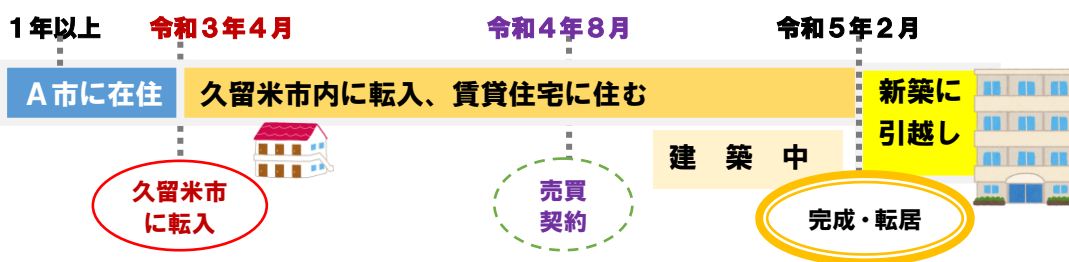 １年以上
令和３年４月
令和４年８月
令和５年２月
Ａ市に在住
久留米市内に転入、賃貸住宅に住む
新築に
引越し
建　築　中
久留米市
に転入
売買
契約
完成・転居